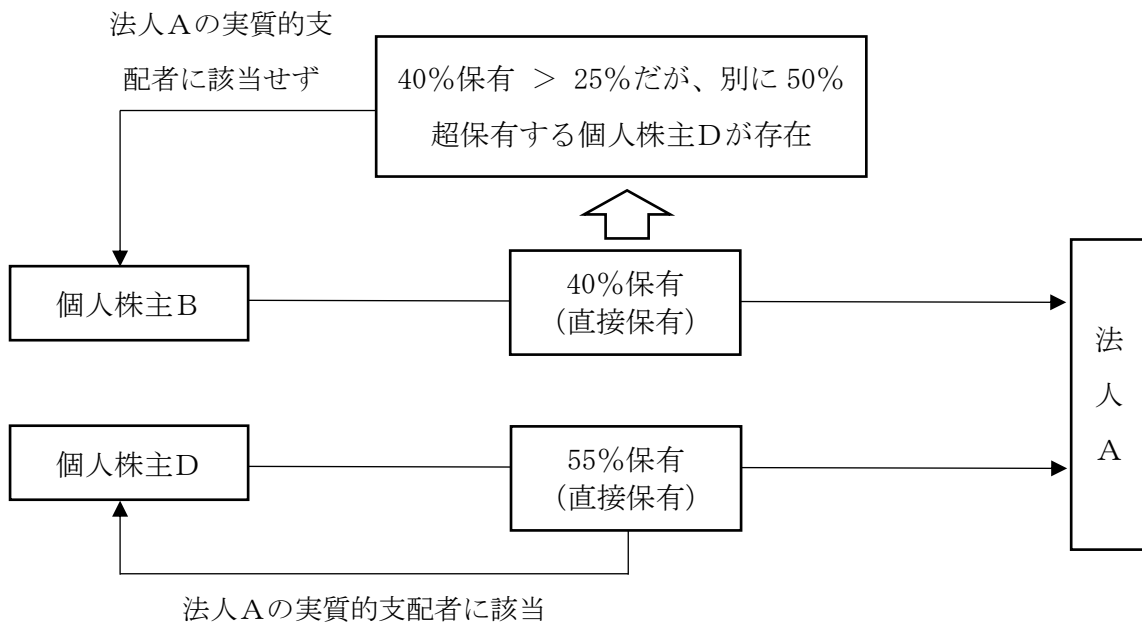 法人Ａの実質的支
配者に該当せず
40％保有 ＞ 25％だが、別に 50％
超保有する個人株主Ｄが存在
個人株主Ｂ
40％保有
（直接保有）
法
人
Ａ
個人株主Ｄ
55％保有
（直接保有）
法人Ａの実質的支配者に該当